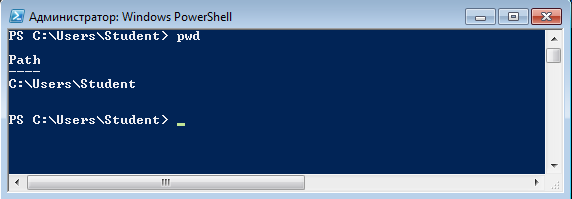 Администратор: Windows PowerShell
PS C:\Users\Student> pwd
Path
----
C:\Users\Student
PS C:\Users\Student> _